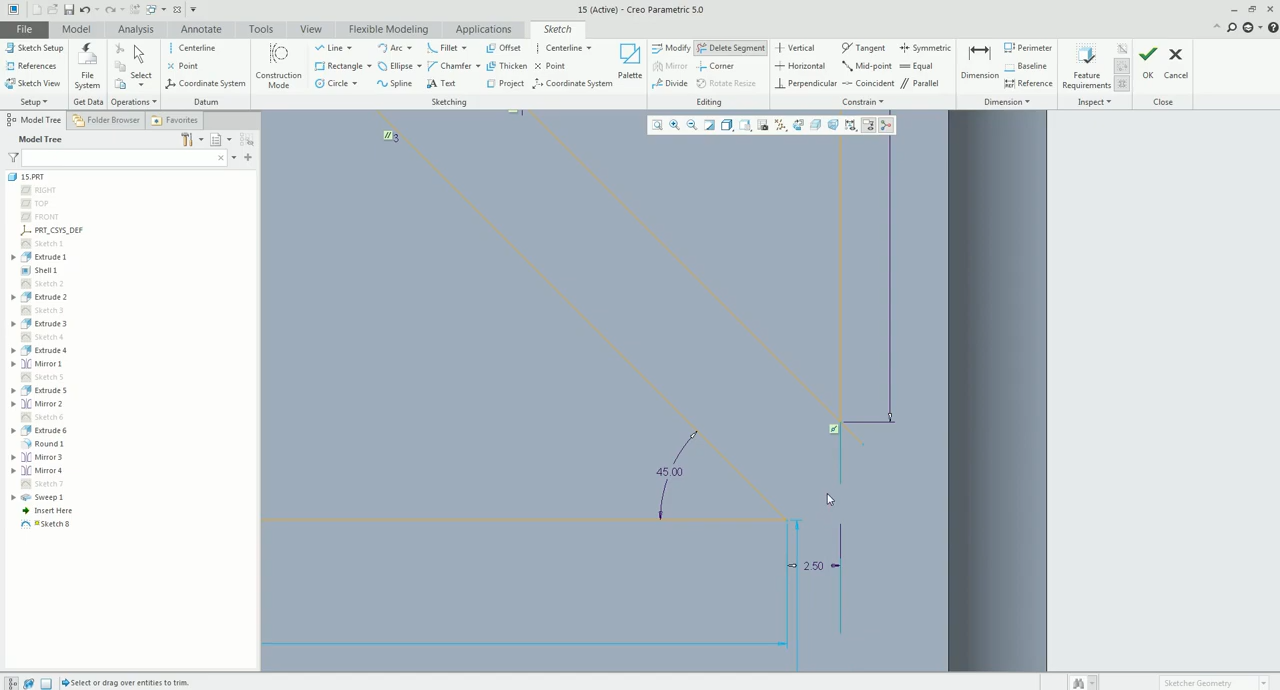 15 (Active) - Creo Parametric 5.0
File Model Analysis Annotate Tools View Flexible Modeling Applications Sketch
Sketch Setup
References
Sketch View
Setup
File System
Get Data
Select
Operations
Centerline
Point
Coordinate System
Datum
Construction Mode
Line Arc Fillet Offset Centerline
Rectangle Ellipse Chamfer Thicken Point
Circle Spline Text Project Coordinate System
Palette
Sketching
Modify Delete Segment
Mirror Corner
Divide Rotate Resize
Editing
Vertical Tangent Symmetric
Horizontal Mid-point Equal
Perpendicular Coincident Parallel
Constrain
Dimension
Perimeter
Baseline
Reference
Dimension
Feature Requirements
Inspect
OK
Cancel
Close
Model Tree Folder Browser Favorites
Model Tree
15.PRT
RIGHT
TOP
FRONT
PRT_CSYS_DEF
Sketch 1
Extrude 1
Shell 1
Sketch 2
Extrude 2
Sketch 3
Extrude 3
Sketch 4
Extrude 4
Mirror 1
Sketch 5
Extrude 5
Mirror 2
Sketch 6
Extrude 6
Round 1
Mirror 3
Mirror 4
Sketch 7
Sweep 1
Insert Here
Sketch 8
3
45.00
2.50
Select or drag over entities to trim.
Sketcher Geometry